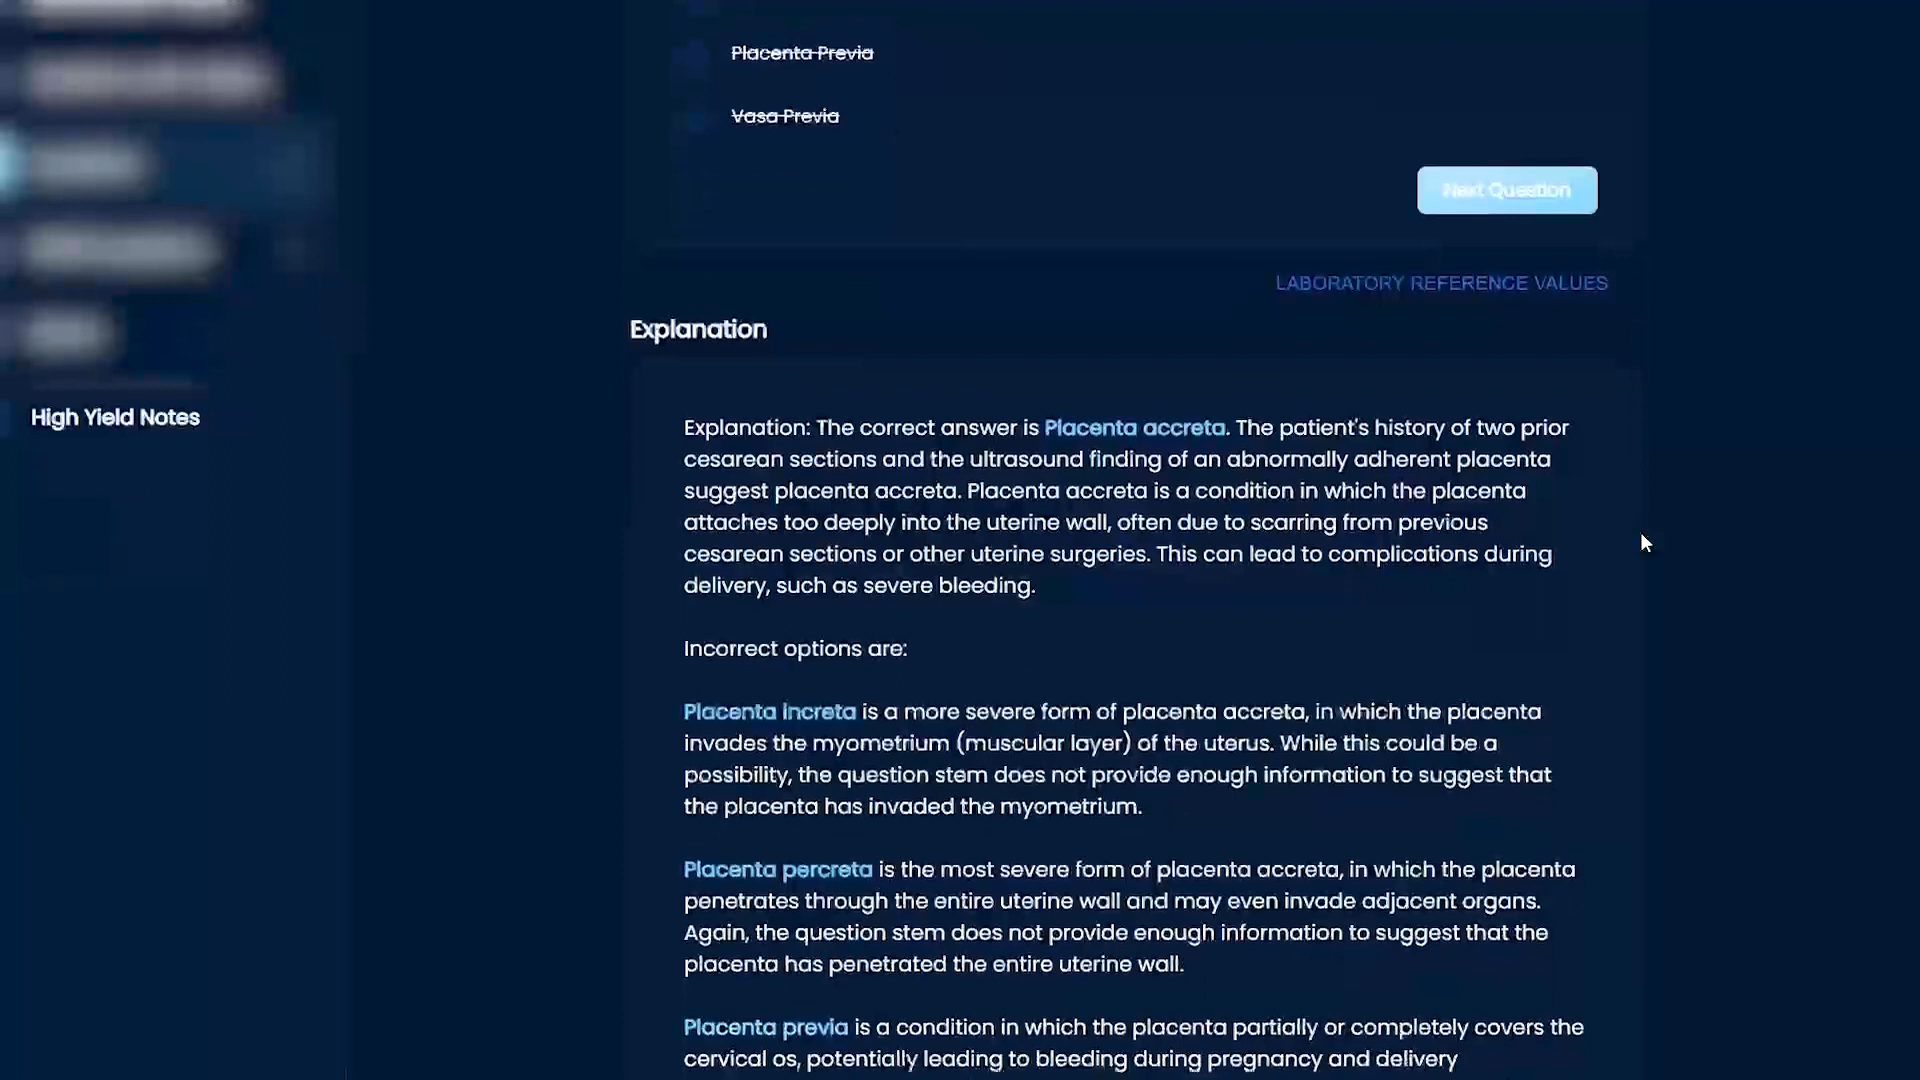 Placenta Previa
Vasa Previa
Next Question
LABORATORY REFERENCE VALUES
Explanation
High Yield Notes
Explanation: The correct answer is Placenta accreta. The patient's history of two prior
cesarean sections and the ultrasound finding of an abnormally adherent placenta
suggest placenta accreta. Placenta accreta is a condition in which the placenta
attaches too deeply into the uterine wall, often due to scarring from previous
cesarean sections or other uterine surgeries. This can lead to complications during
delivery, such as severe bleeding.
Incorrect options are:
Placenta increta is a more severe form of placenta accreta, in which the placenta
invades the myometrium (muscular layer) of the uterus. While this could be a
possibility, the question stem does not provide enough information to suggest that
the placenta has invaded the myometrium.
Placenta percreta is the most severe form of placenta accreta, in which the placenta
penetrates through the entire uterine wall and may even invade adjacent organs.
Again, the question stem does not provide enough information to suggest that the
placenta has penetrated the entire uterine wall.
Placenta previa is a condition in which the placenta partially or completely covers the
cervical os, potentially leading to bleeding during pregnancy and delivery